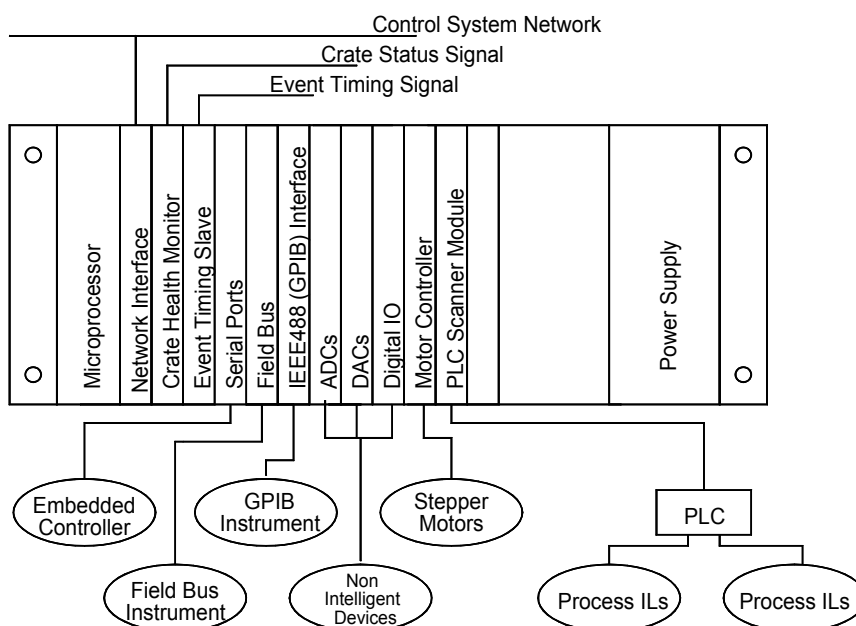 Control System Network
Crate Status Signal
Event Timing Signal
Microprocessor
Network Interface
Crate Health Monitor
Event Timing Slave
Serial Ports
Field Bus
IEEE488 (GPIB) Interface
ADCs
DACs
Digital IO
Motor Controller
PLC Scanner Module
Power Supply
Embedded
Controller
GPIB
Instrument
Stepper
Motors
PLC
Field Bus
Instrument
Non
Intelligent
Devices
Process ILs
Process ILs